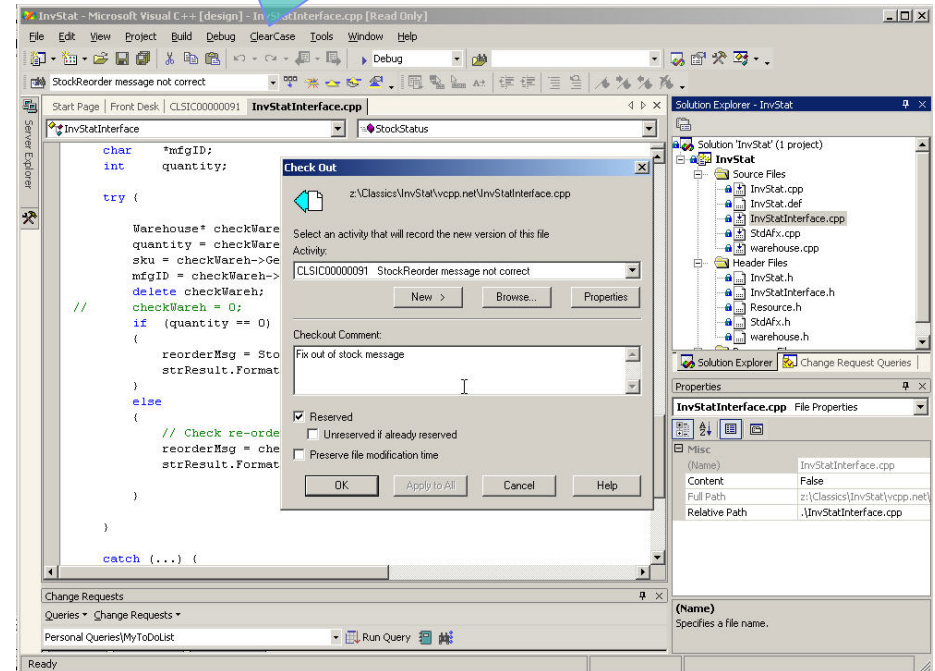 InvStat - Microsoft Visual C++ [design] - InvStatInterface.cpp [Read Only]
File Edit View Project Build Debug ClearCase Tools Window Help
Debug
StockReorder message not correct
Start Page | Front Desk | CLSIC00000091 InvStatInterface.cpp
InvStatInterface
StockStatus
Server Explorer
char *mfgID;
int quantity;
try {
Warehouse* checkWare
quantity = checkWare
sku = checkWareh->Ge
mfgID = checkWareh->
delete checkWareh;
// checkWareh = 0;
if (quantity == 0)
{
reorderMsg = Sto
strResult.Format
}
else
{
// Check re-orde
reorderMsg = che
strResult.Format
}
}
catch (...) {
Check Out
z:\Classics\InvStat\vcpp.net\InvStatInterface.cpp
Select an activity that will record the new version of this file
Activity:
CLSIC00000091 StockReorder message not correct
New > Browse... Properties
Checkout Comment:
Fix out of stock message
Reserved
Unreserved if already reserved
Preserve file modification time
OK Apply to All Cancel Help
Solution Explorer - InvStat
Solution 'InvStat' (1 project)
InvStat
Source Files
InvStat.cpp
InvStat.def
InvStatInterface.cpp
StdAfx.cpp
warehouse.cpp
Header Files
InvStat.h
InvStatInterface.h
Resource.h
StdAfx.h
warehouse.h
Solution Explorer Change Request Queries
Properties
InvStatInterface.cpp File Properties
Misc
(Name) InvStatInterface.cpp
Content False
Full Path z:\Classics\InvStat\vcpp.net\
Relative Path .\InvStatInterface.cpp
(Name)
Specifies a file name.
Change Requests
Queries Change Requests
Personal Queries\MyToDoList Run Query
Ready